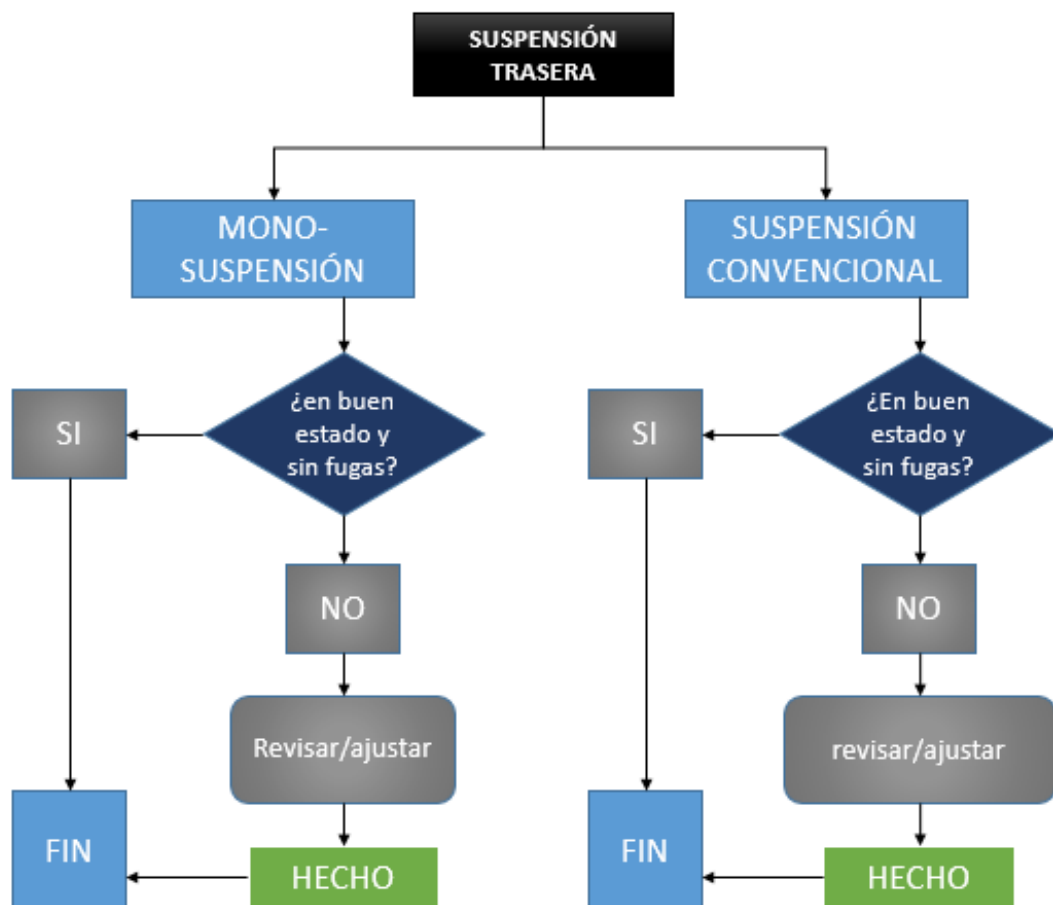 SUSPENSIÓN
TRASERA
MONO-
SUSPENSIÓN
SUSPENSIÓN
CONVENCIONAL
¿en buen
estado y
sin fugas?
SI
NO
Revisar/ajustar
HECHO
FIN
¿En buen
estado y
sin fugas?
SI
NO
revisar/ajustar
HECHO
FIN